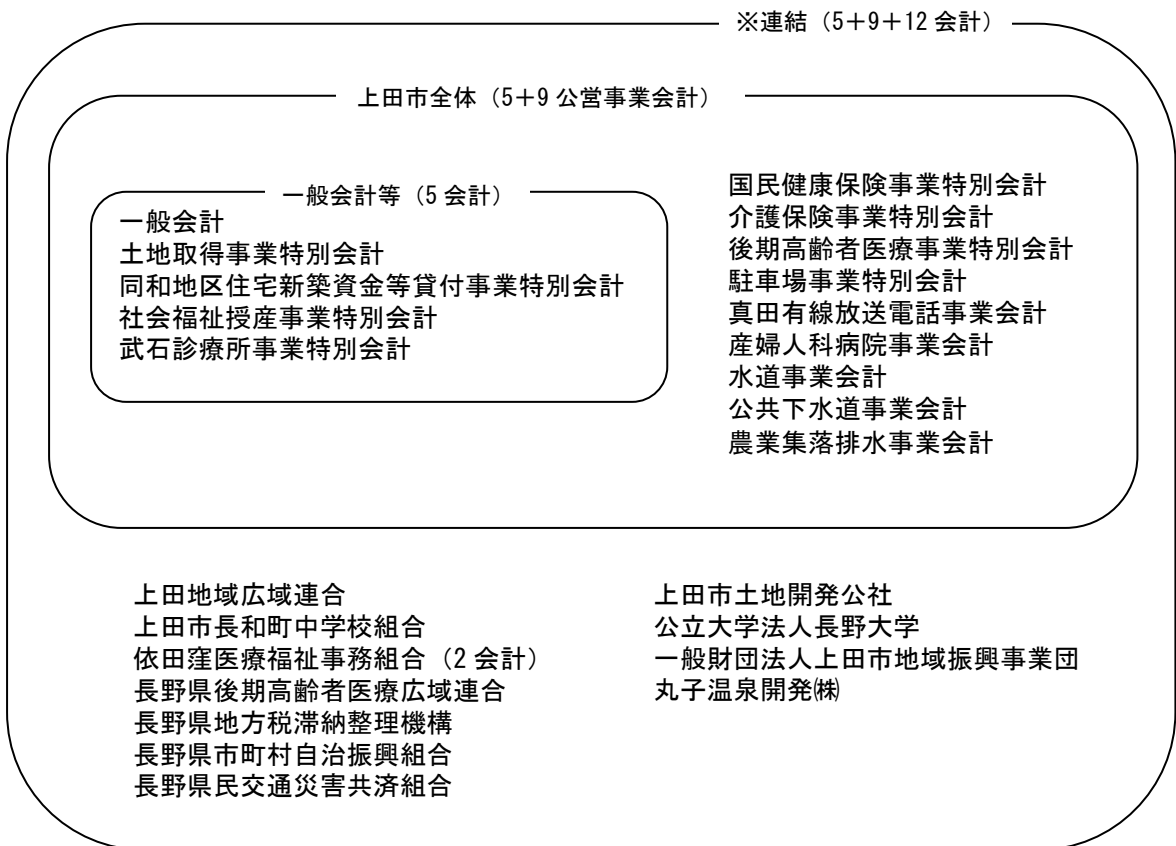 ※連結（5＋9＋12 会計）
上田市全体（5＋9 公営事業会計）
一般会計等（5 会計）
一般会計
土地取得事業特別会計
同和地区住宅新築資金等貸付事業特別会計
社会福祉授産事業特別会計
武石診療所事業特別会計
国民健康保険事業特別会計
介護保険事業特別会計
後期高齢者医療事業特別会計
駐車場事業特別会計
真田有線放送電話事業会計
産婦人科病院事業会計
水道事業会計
公共下水道事業会計
農業集落排水事業会計
上田地域広域連合
上田市長和町中学校組合
依田窪医療福祉事務組合（2 会計）
長野県後期高齢者医療広域連合
長野県地方税滞納整理機構
長野県市町村自治振興組合
長野県民交通災害共済組合
上田市土地開発公社
公立大学法人長野大学
一般財団法人上田市地域振興事業団
丸子温泉開発㈱